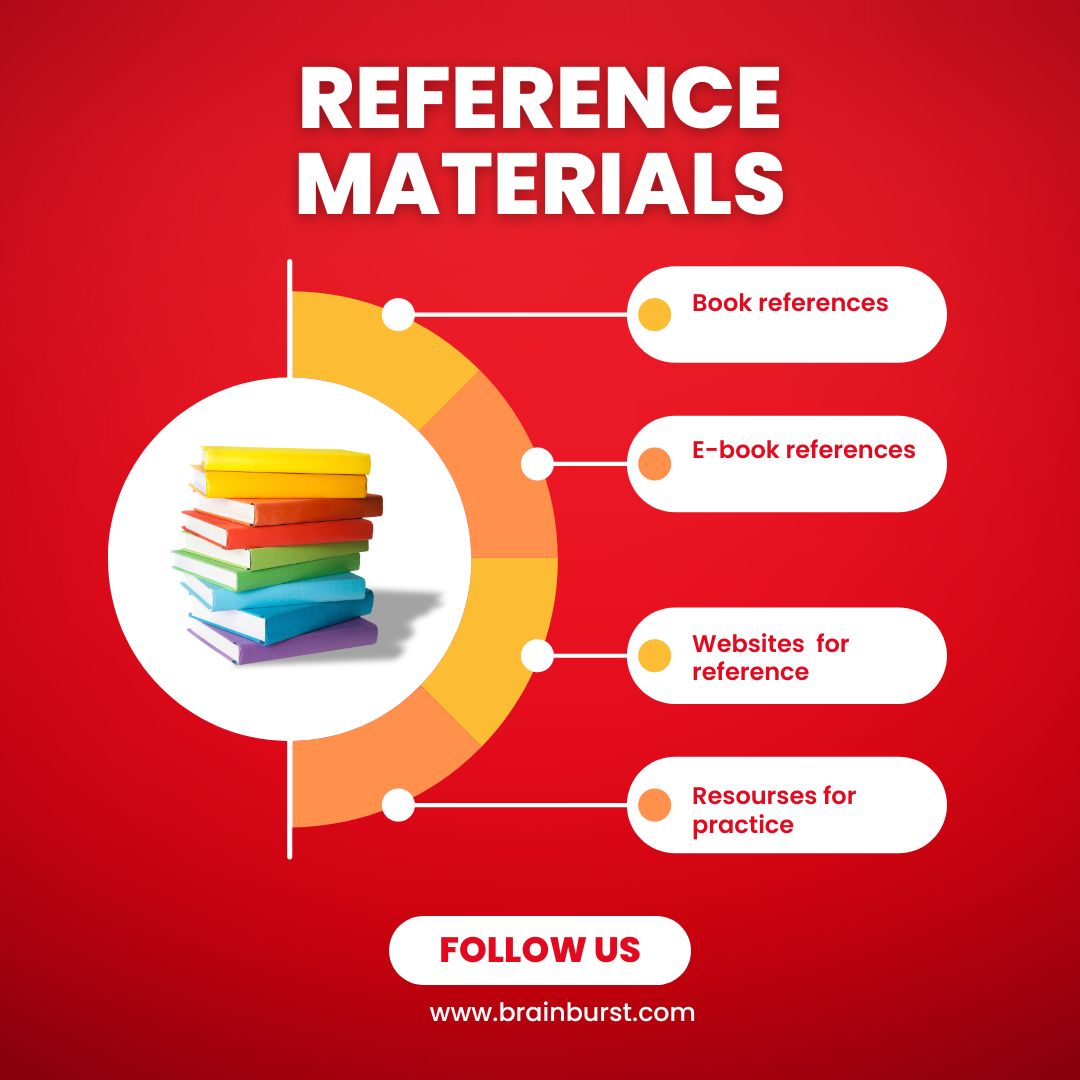 REFERENCE
MATERIALS
Book references
E-book references
Websites  for
reference
Resourses for
practice
FOLLOW US
www.brainburst.com